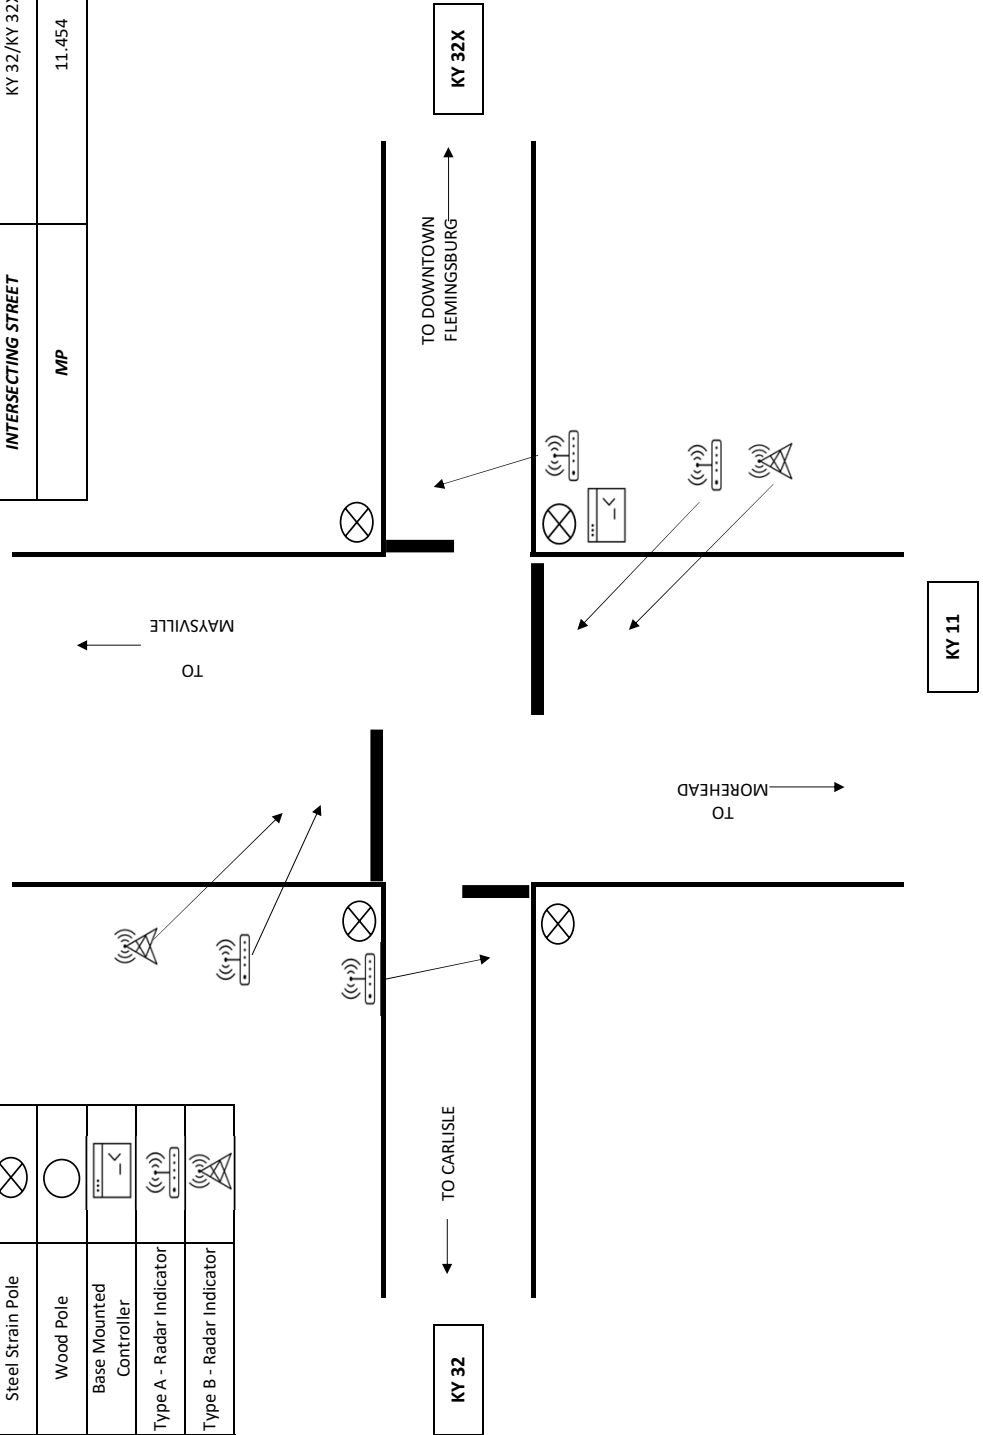 INTERSECTING STREET
KY 32/KY 32X
MP
11.454
KY 32X
TO DOWNTOWN
FLEMINGSBURG
TO
MAYSVILLE
TO
MOREHEAD
KY 11
TO CARLISLE
KY 32
Steel Strain Pole
Wood Pole
Base Mounted
Controller
Type A - Radar Indicator
Type B - Radar Indicator